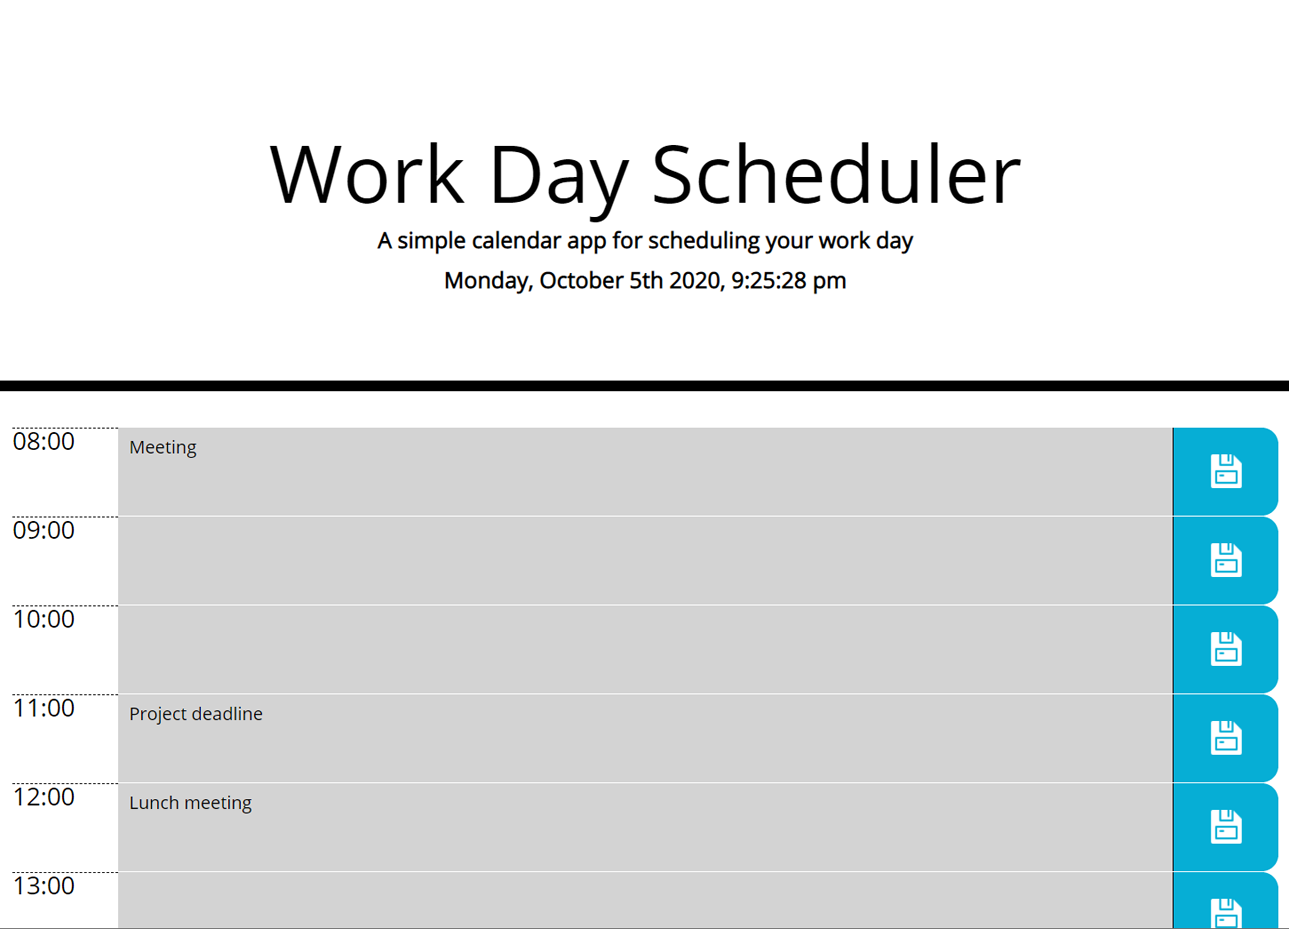 Work Day Scheduler
A simple calendar app for scheduling your work day
Monday, October 5th 2020, 9:25:28 pm
08:00
Meeting
09:00
10:00
11:00
Project deadline
12:00
Lunch meeting
13:00